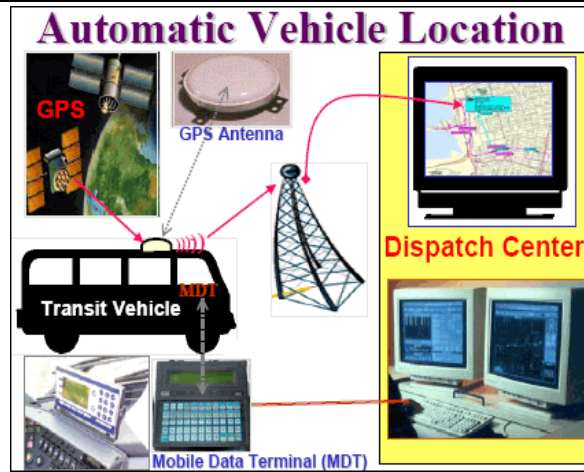 Automatic Vehicle Location
GPS
GPS Antenna
Dispatch Center
MDT
Transit Vehicle
Mobile Data Terminal (MDT)